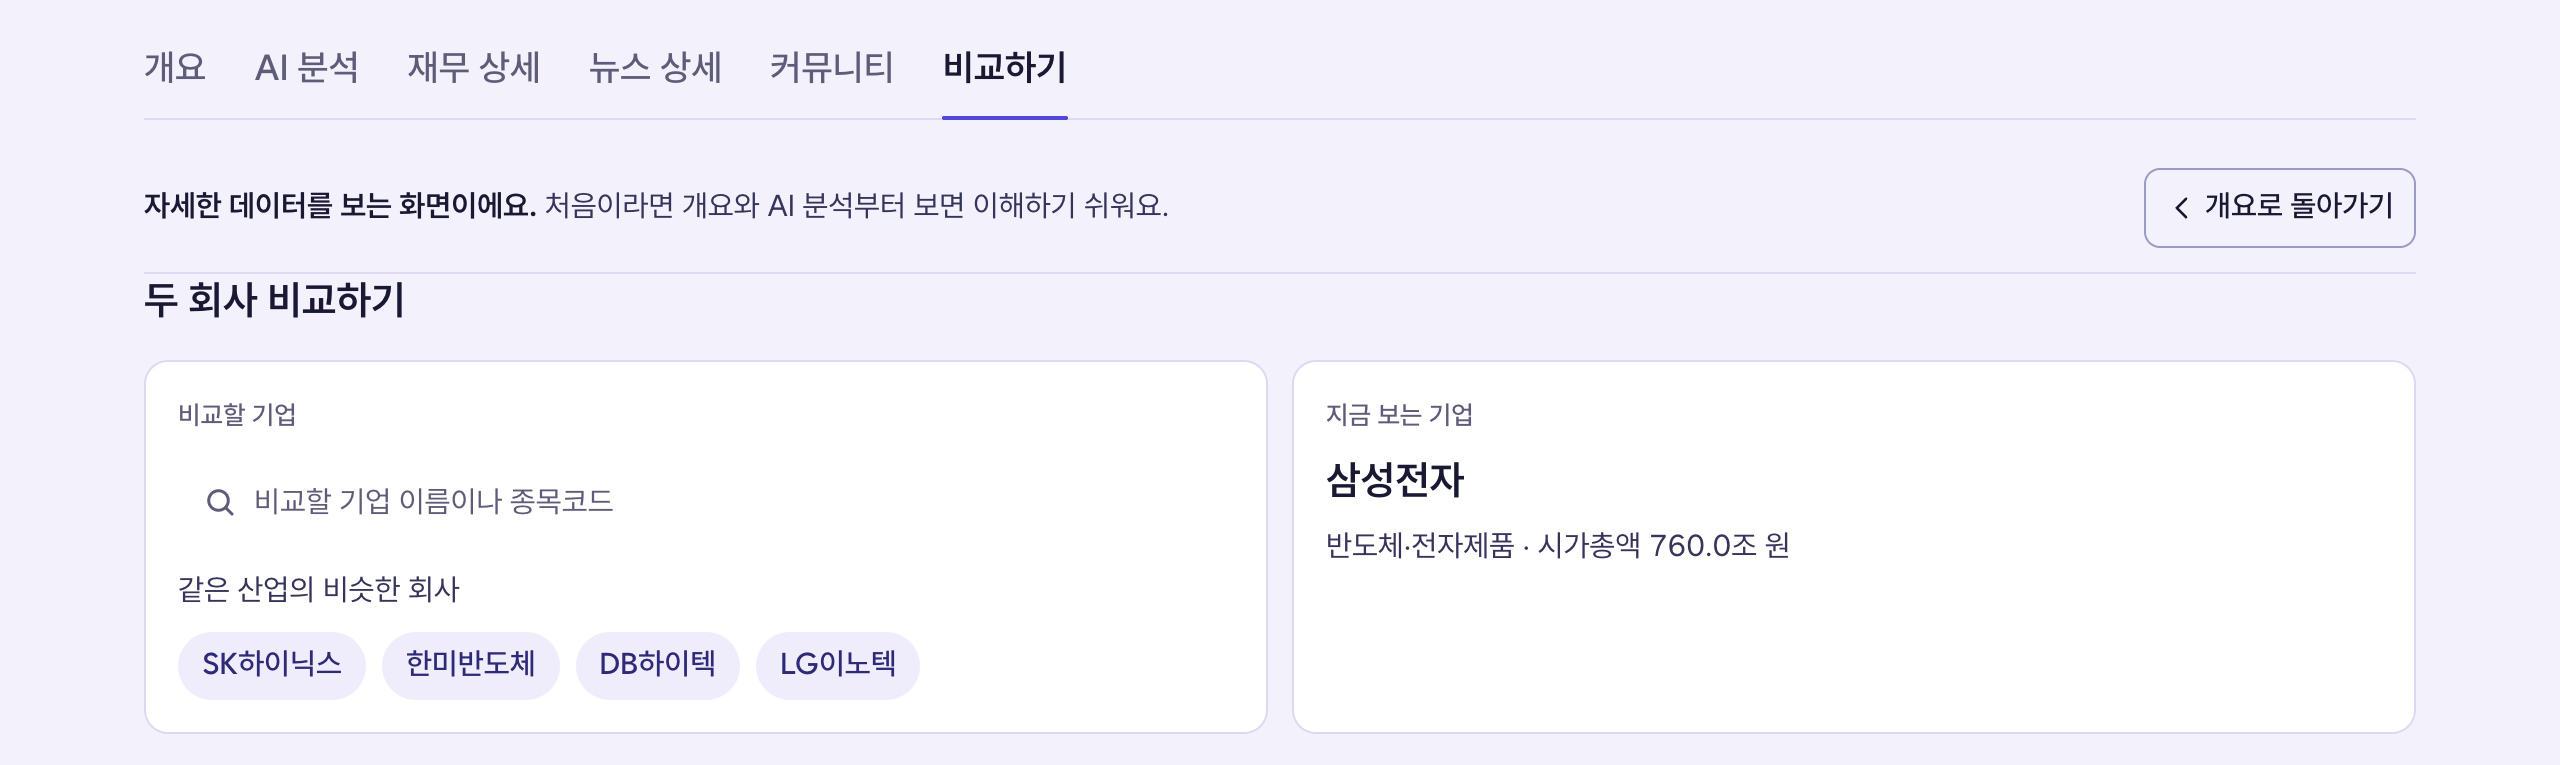 개요 AI 분석 재무 상세 뉴스 상세 커뮤니티 비교하기
자세한 데이터를 보는 화면이에요. 처음이라면 개요와 AI 분석부터 보면 이해하기 쉬워요.
개요로 돌아가기
두 회사 비교하기
비교할 기업
비교할 기업 이름이나 종목코드
같은 산업의 비슷한 회사
SK하이닉스 한미반도체 DB하이텍 LG이노텍
지금 보는 기업
삼성전자
반도체·전자제품 · 시가총액 760.0조 원